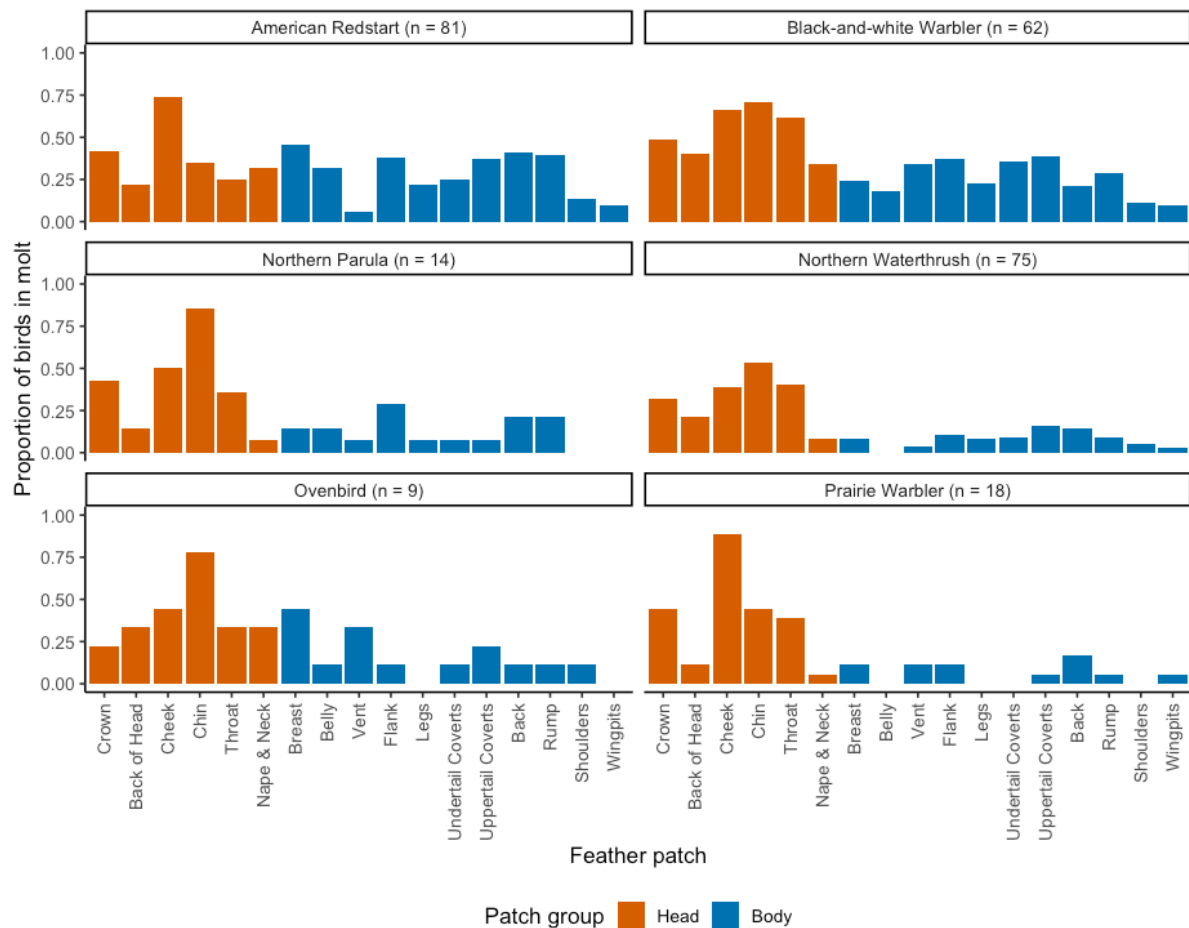 American Redstart (n = 81)
Black-and-white Warbler (n = 62)
1.00
0.75
0.50
0.25
0.00
Northern Parula (n = 14)
Northern Waterthrush (n = 75)
1.00
0.75
0.50
0.25
0.00
Proportion of birds in molt
Ovenbird (n = 9)
Prairie Warbler (n = 18)
1.00
0.75
0.50
0.25
0.00
Crown
Back of Head
Cheek
Chin
Throat
Nape & Neck
Breast
Belly
Vent
Flank
Legs
Undertail Coverts
Uppertail Coverts
Back
Rump
Shoulders
Wingpits
Crown
Back of Head
Cheek
Chin
Throat
Nape & Neck
Breast
Belly
Vent
Flank
Legs
Undertail Coverts
Uppertail Coverts
Back
Rump
Shoulders
Wingpits
Feather patch
Patch group Head Body